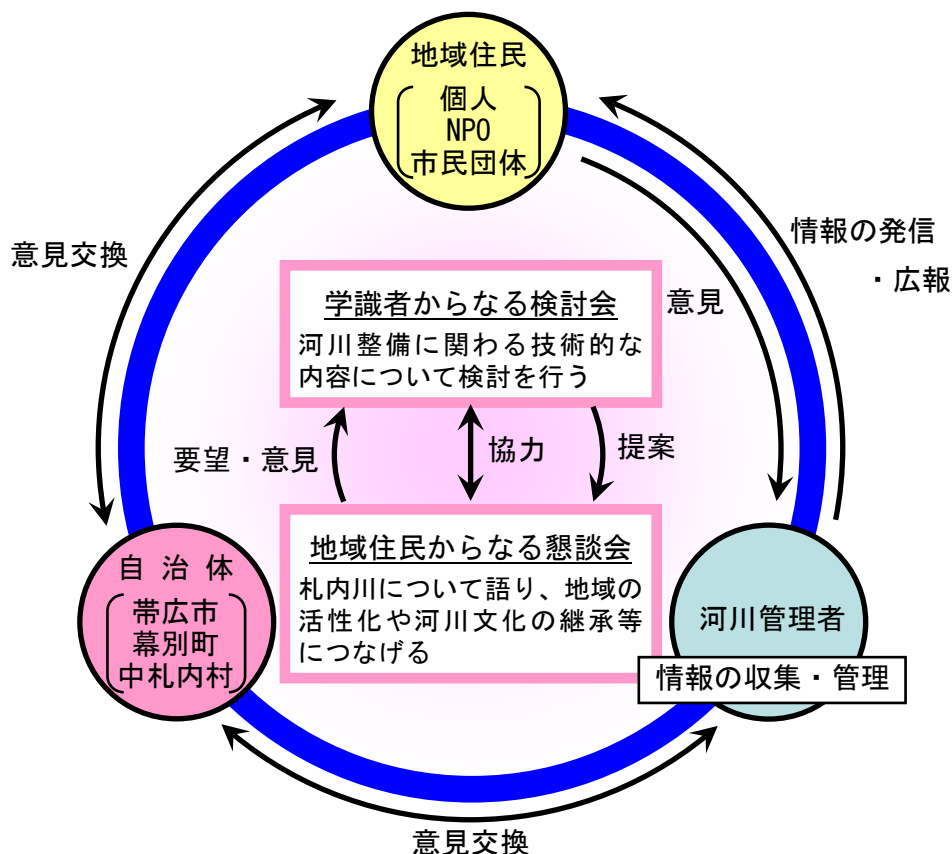 地域住民
個人
NPO
市民団体
意見交換
情報の発信
・広報
意見
学識者からなる検討会
河川整備に関わる技術的な
内容について検討を行う
要望・意見
協力
提案
地域住民からなる懇談会
札内川について語り、地域の
活性化や河川文化の継承等
につなげる
自治体
帯広市
幕別町
中札内村
河川管理者
情報の収集・管理
意見交換